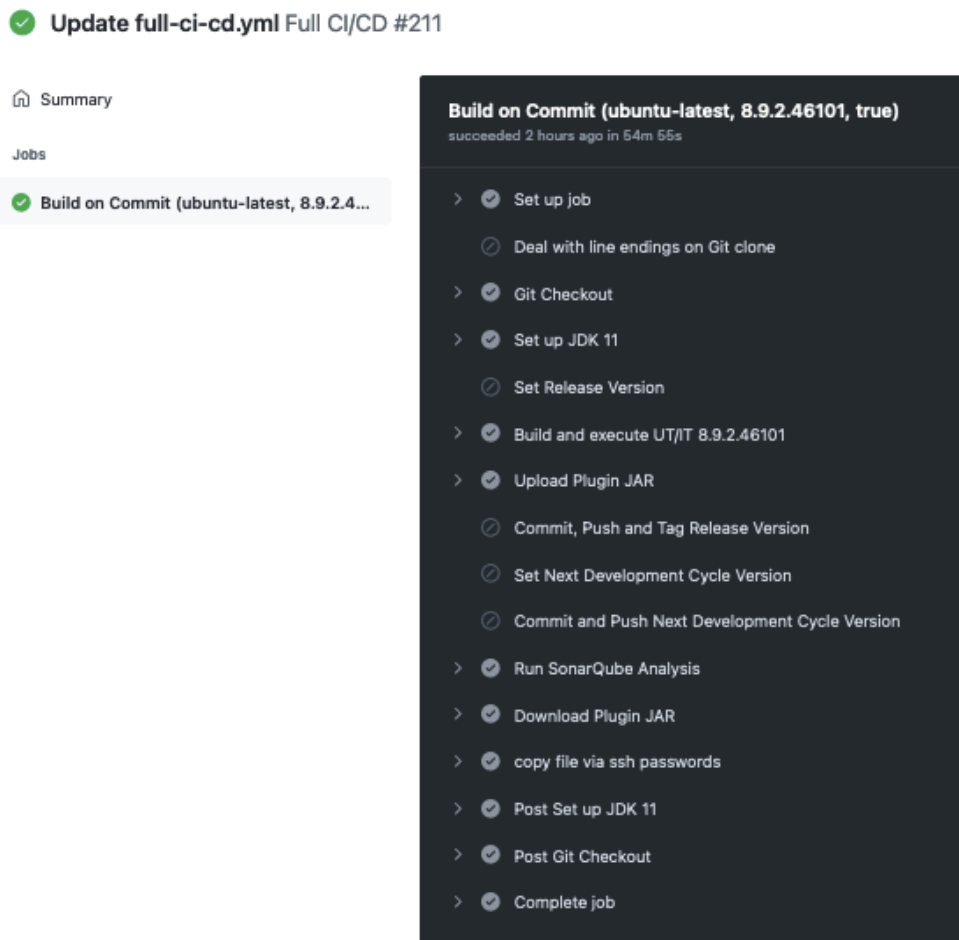 Update full-ci-cd.yml Full CI/CD #211
Summary
Jobs
Build on Commit (ubuntu-latest, 8.9.2.4...
Build on Commit (ubuntu-latest, 8.9.2.46101, true)
succeeded 2 hours ago in 54m 55s
Set up job
Deal with line endings on Git clone
Git Checkout
Set up JDK 11
Set Release Version
Build and execute UT/IT 8.9.2.46101
Upload Plugin JAR
Commit, Push and Tag Release Version
Set Next Development Cycle Version
Commit and Push Next Development Cycle Version
Run SonarQube Analysis
Download Plugin JAR
copy file via ssh passwords
Post Set up JDK 11
Post Git Checkout
Complete job